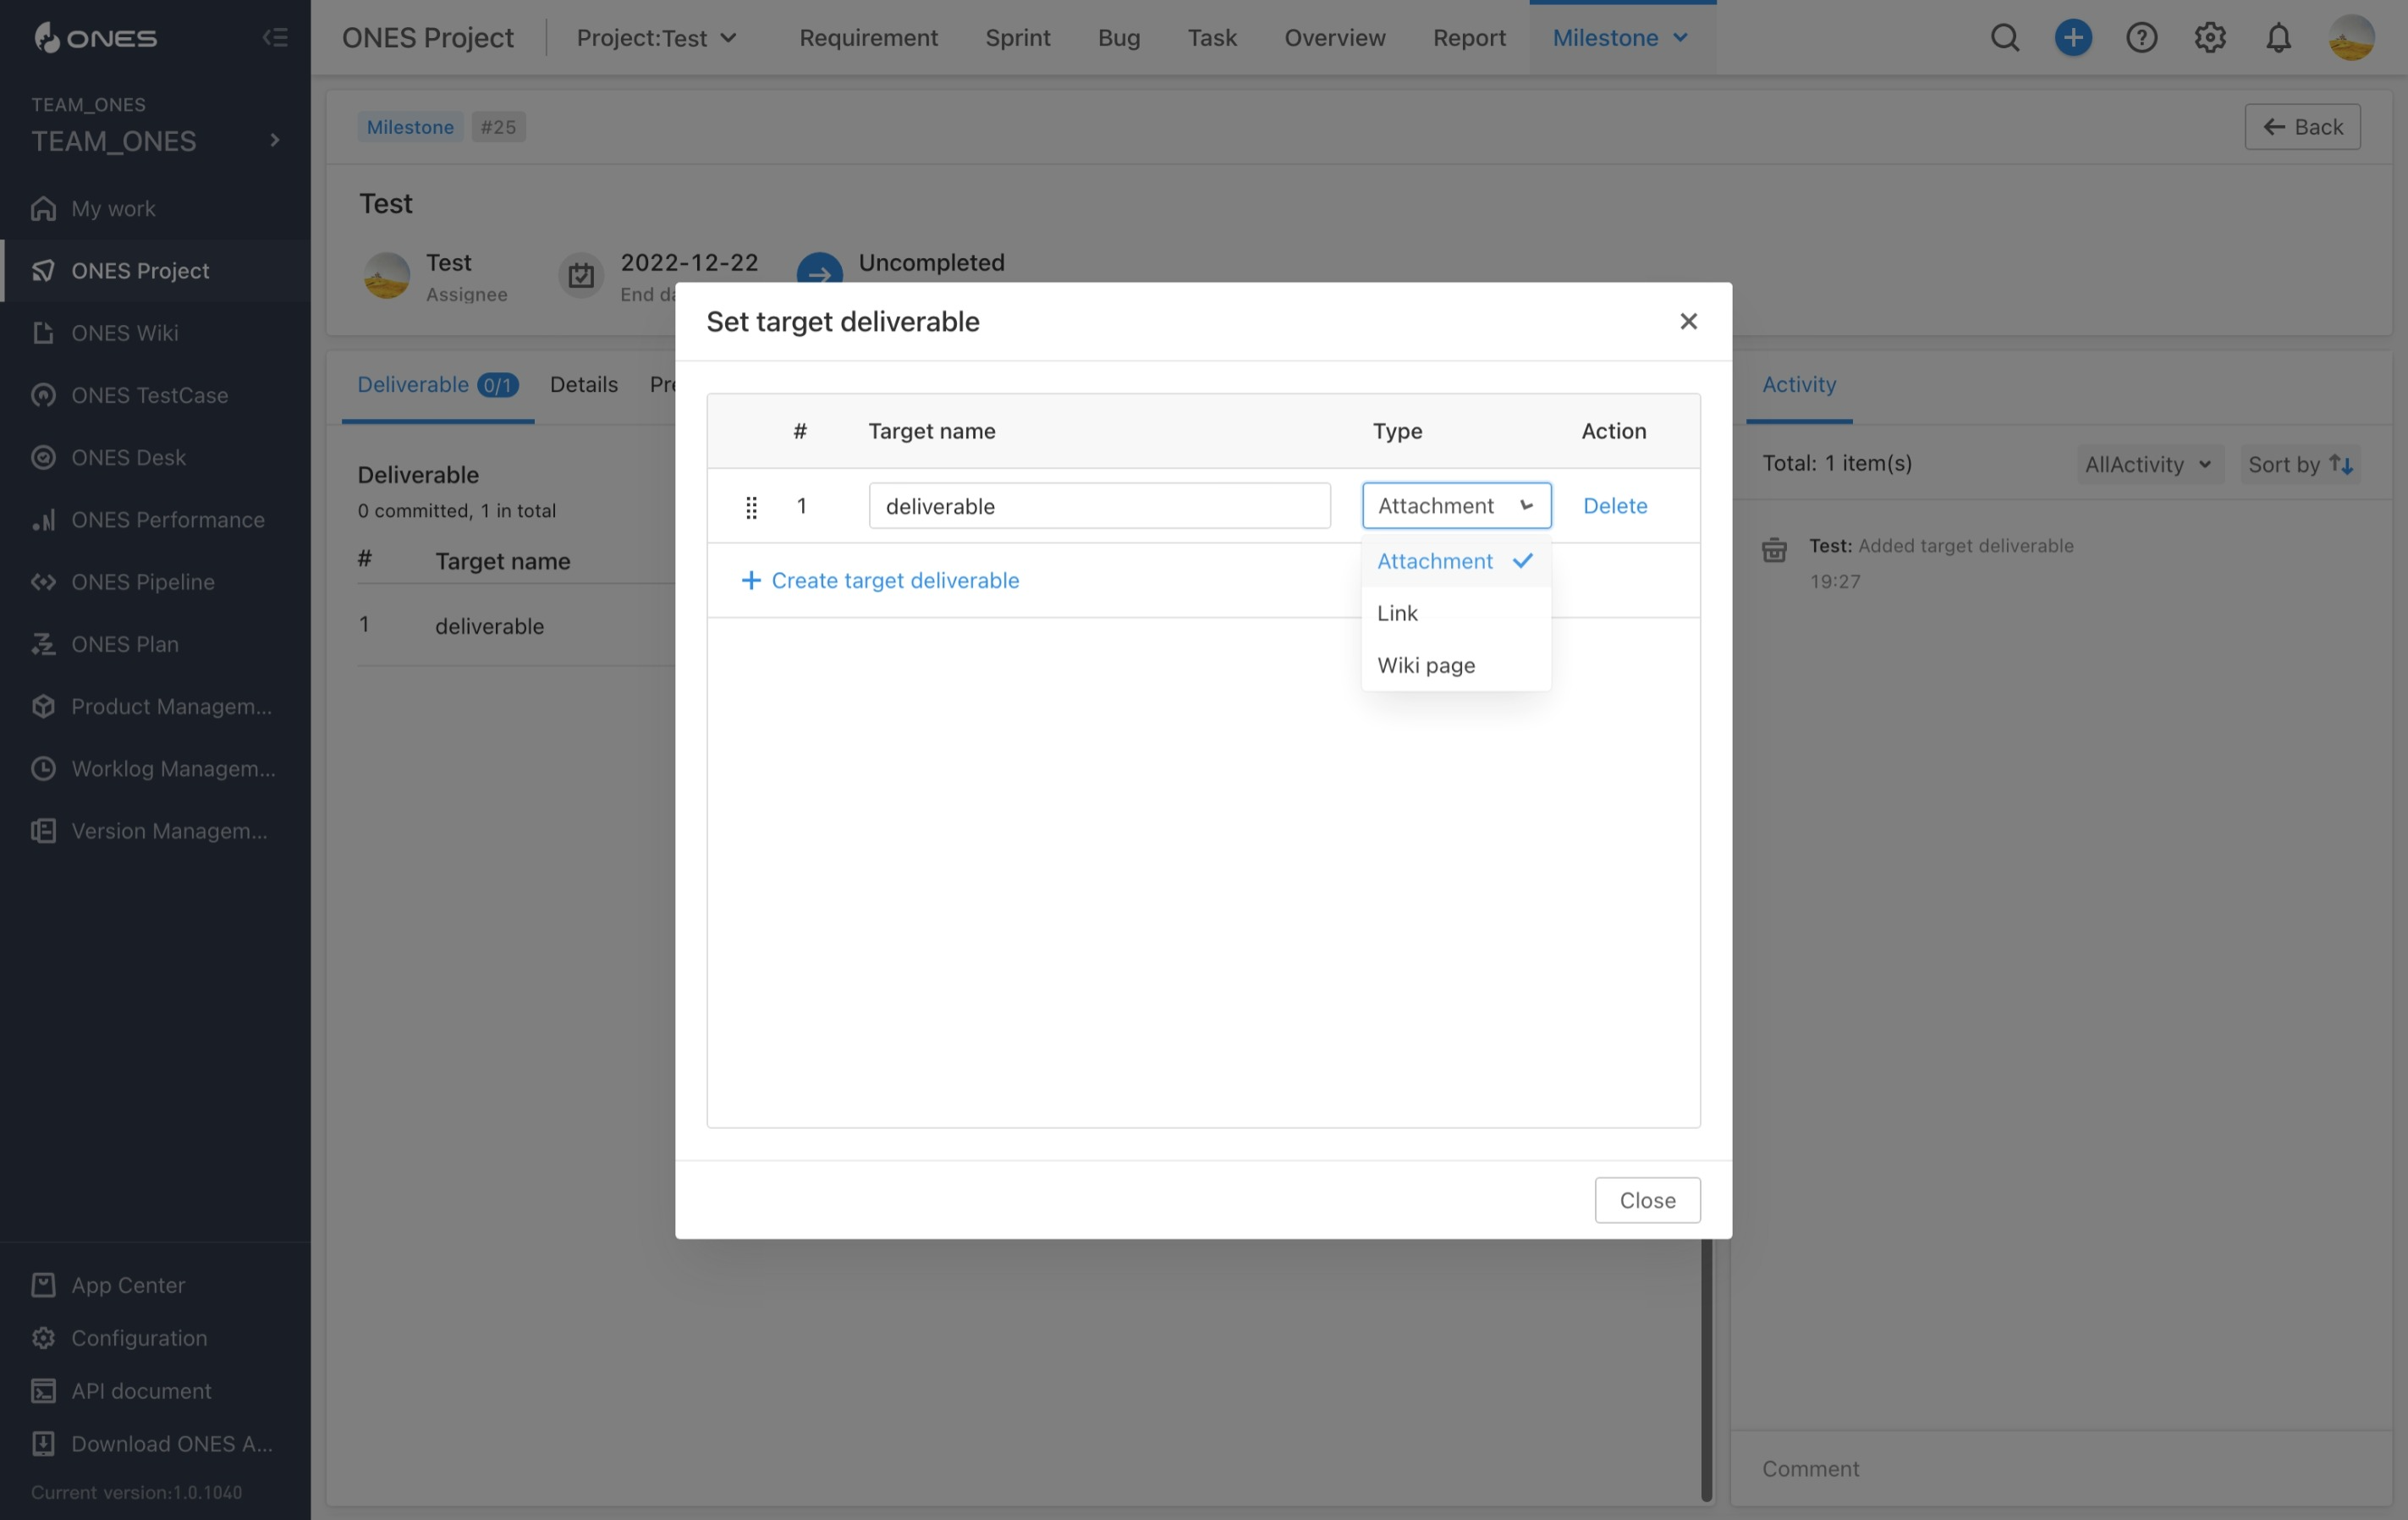 ONES
TEAM_ONES
TEAM_ONES
My work
ONES Project
ONES Wiki
ONES TestCase
ONES Desk
ONES Performance
ONES Pipeline
ONES Plan
Product Managem...
Worklog Managem...
Version Managem...
App Center
Configuration
API document
Download ONES A...
Current version:1.0.1040
ONES Project
Project:Test
Requirement
Sprint
Bug
Task
Overview
Report
Milestone
Milestone
#25
Back
Test
Test
Assignee
2022-12-22
End da
Uncompleted
Deliverable 0/1
Details
Pre
Deliverable
0 committed, 1 in total
# Target name
1 deliverable
Set target deliverable
# Target name Type Action
1 deliverable Attachment Delete
Create target deliverable
Attachment
Link
Wiki page
Close
Activity
Total: 1 item(s)
AllActivity
Sort by
Test: Added target deliverable
19:27
Comment